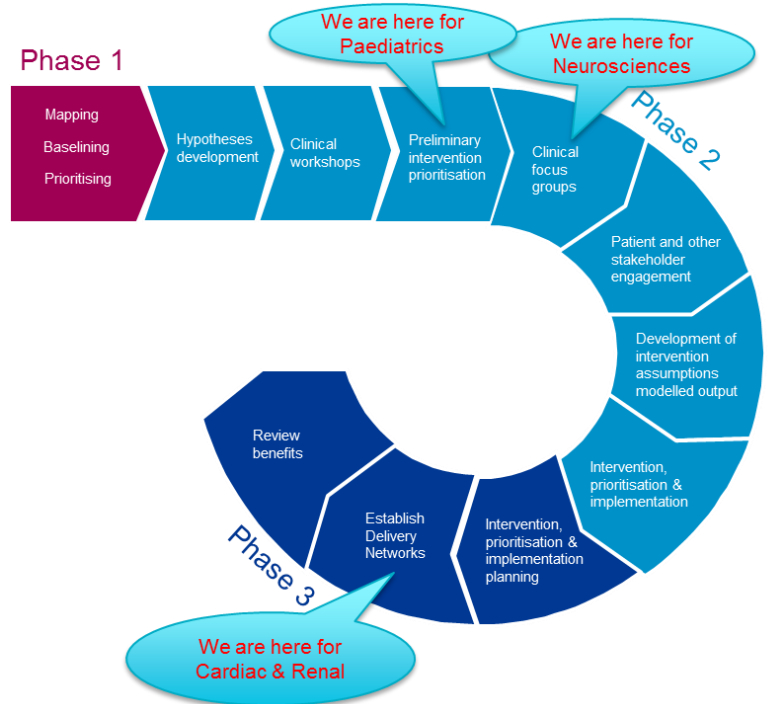 We are here for
Paediatrics
We are here for
Neurosciences
Phase 1
Mapping
Baselining
Prioritising
Hypotheses
development
Clinical
workshops
Preliminary
intervention
prioritisation
Clinical
focus
groups
Phase 2
Patient and other
stakeholder
engagement
Development of
intervention
assumptions
modelled output
Intervention,
prioritisation &
implementation
Intervention,
prioritisation &
implementation
planning
Establish
Delivery
Networks
Review
benefits
Phase 3
We are here for
Cardiac & Renal